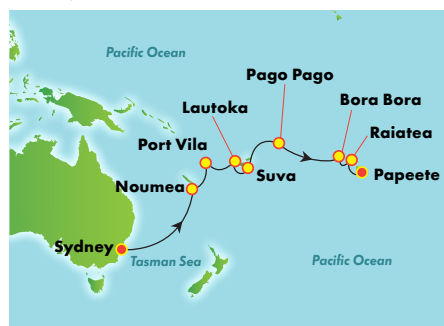 Pacific Ocean
Pago Pago
Lautoka
Bora Bora
Port Vila
Raiatea
Noumea
Suva
Papeete
Sydney
Tasman Sea
Pacific Ocean